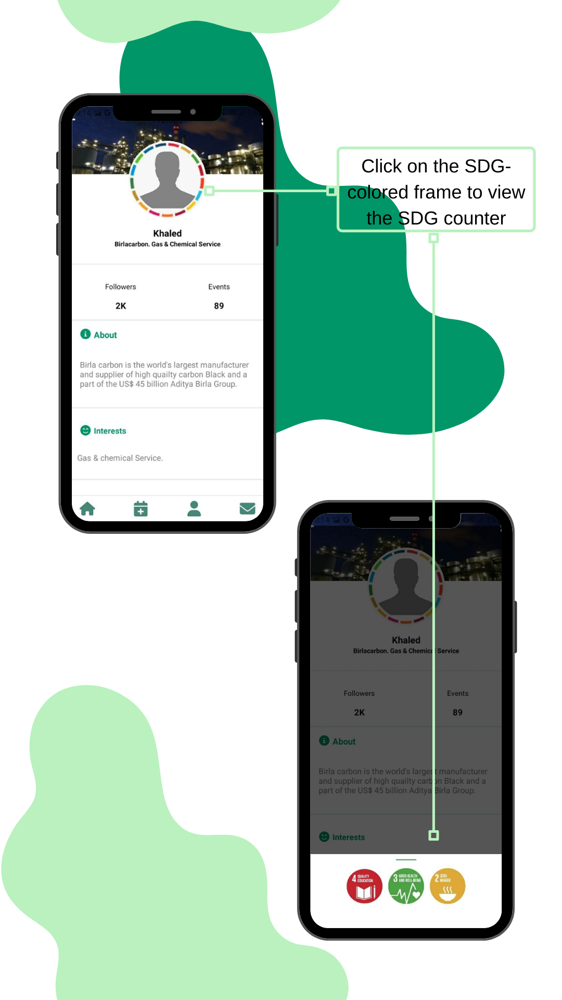 Click on the SDG-
colored frame to view
the SDG counter
Khaled
Birlacarbon. Gas & Chemical Service
Followers
Events
2K
89
About
Birla carbon is the world's largest manufacturer
and supplier of high quailty carbon Black and a
part of the US$ 45 billion Aditya Birla Group.
Interests
Gas & chemical Service.
Khaled
Birlacarbon. Gas & Chemical Service
Followers
Events
2K
89
About
Birla carbon is the world's largest manufacturer
and supplier of high quailty carbon Black and a
part of the US$ 45 billion Aditya Birla Group.
Interests
4 QUALITY
EDUCATION
3 GOOD HEALTH
AND WELL-BEING
2 ZERO
HUNGER